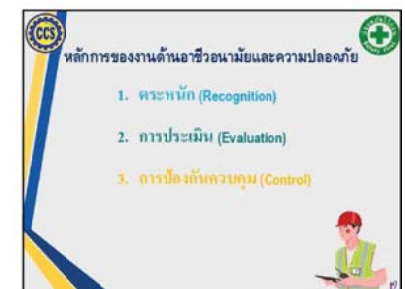 CCS
หลักการของงานด้านอาชีวอนามัยและความปลอดภัย
1. ตระหนัก (Recognition)
2. การประเมิน (Evaluation)
3. การป้องกันควบคุม (Control)